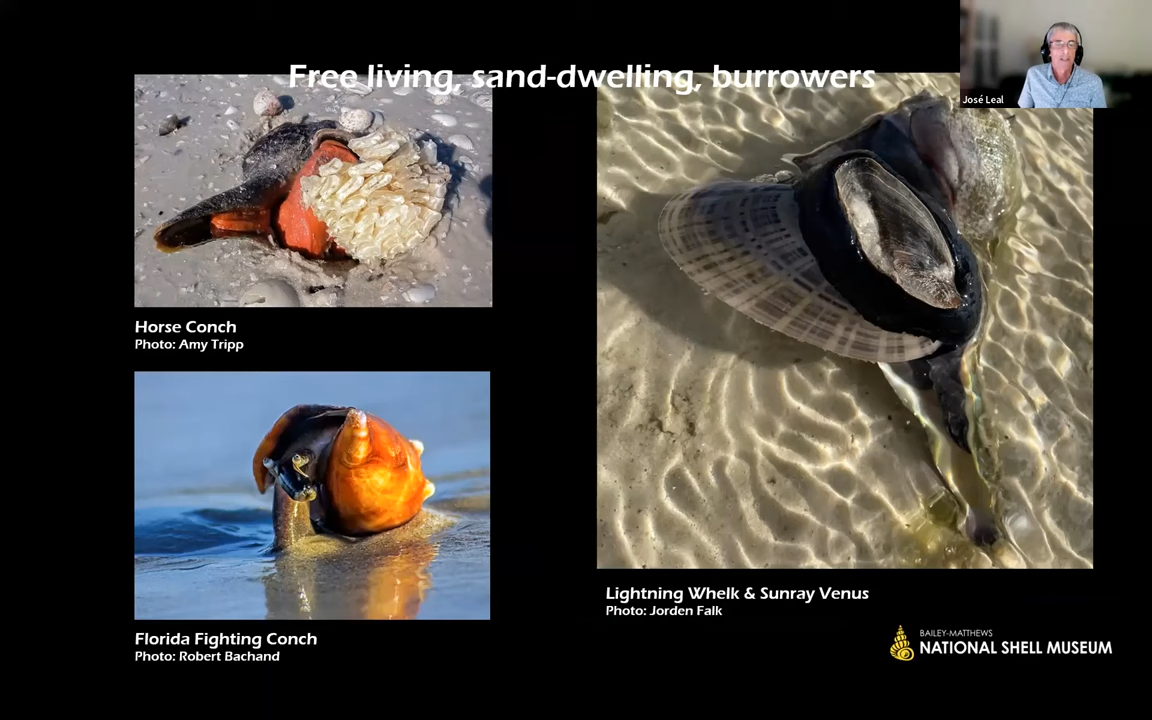 Free living, sand-dwelling, burrowers
José Leal
Horse Conch
Photo: Amy Tripp
Florida Fighting Conch
Photo: Robert Bachand
Lightning Whelk & Sunray Venus
Photo: Jorden Falk
BAILEY-MATTHEWS
NATIONAL SHELL MUSEUM